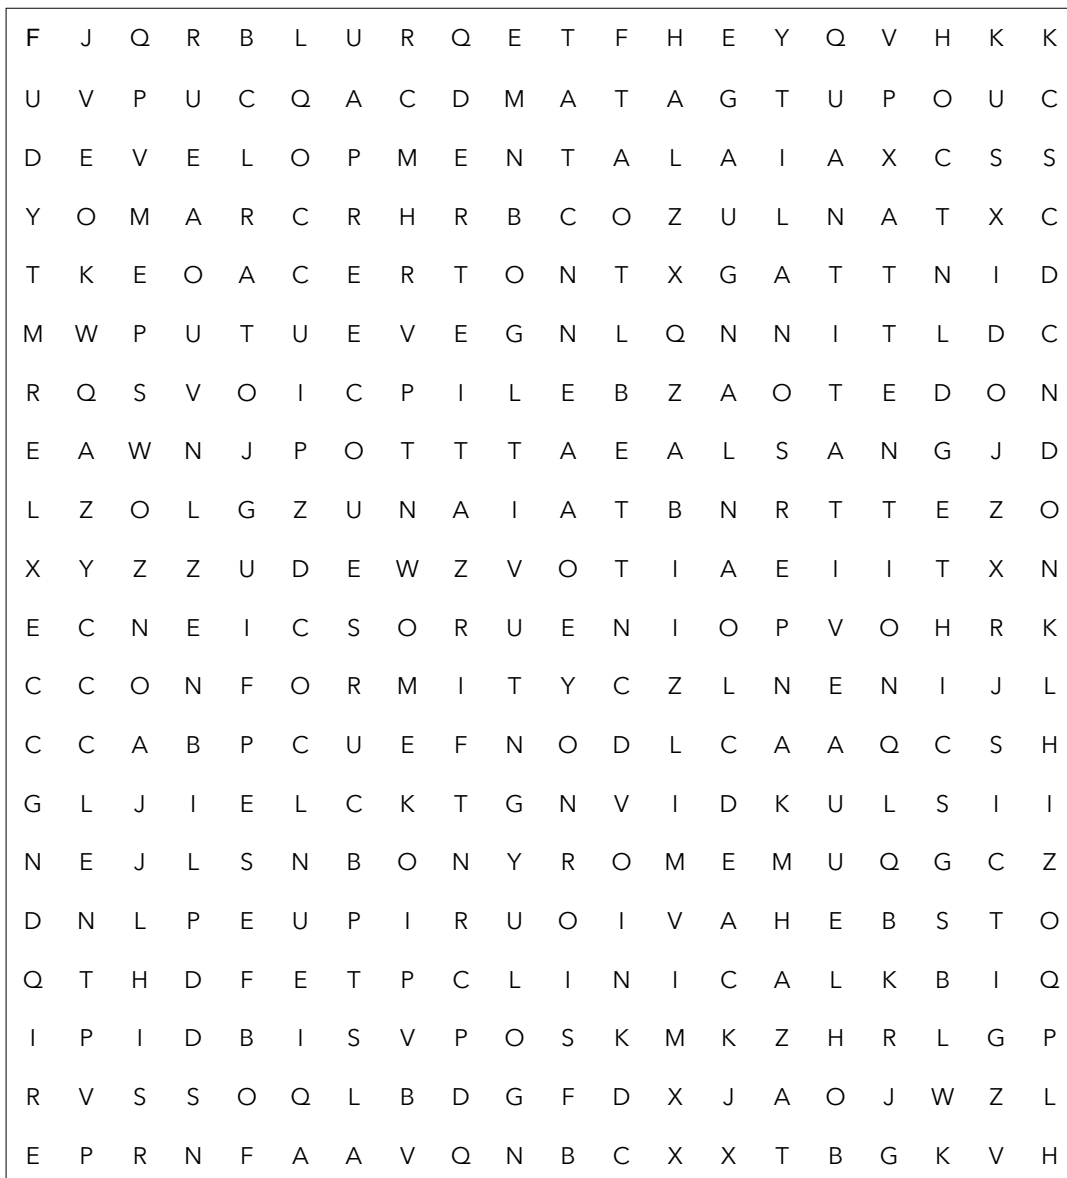 F J Q R B L U R Q E T F H E Y Q V H K K
U V P U C Q A C D M A T A G T U P O U C
D E V E L O P M E N T A L A I A X C S S
Y O M A R C R H R B C O Z U L N A T X C
T K E O A C E R T O N T X G A T T N I D
M W P U T U E V E G N L Q N N I T L D C
R Q S V O I C P I L E B Z A O T E D O N
E A W N J P O T T T A E A L S A N G J D
L Z O L G Z U N A I A T B N R T T E Z O
X Y Z Z U D E W Z V O T I A E I I T X N
E C N E I C S O R U E N I O P V O H R K
C C O N F O R M I T Y C Z L N E N I J L
C C A B P C U E F N O D L C A A Q C S H
G L J I E L C K T G N V I D K U L S I I
N E J L S N B O N Y R O M E M U Q G C Z
D N L P E U P I R U O I V A H E B S T O
Q T H D F E T P C L I N I C A L K B I Q
I P I D B I S V P O S K M K Z H R L G P
R V S S O Q L B D G F D X J A O J W Z L
E P R N F A A V Q N B C X X T B G K V H